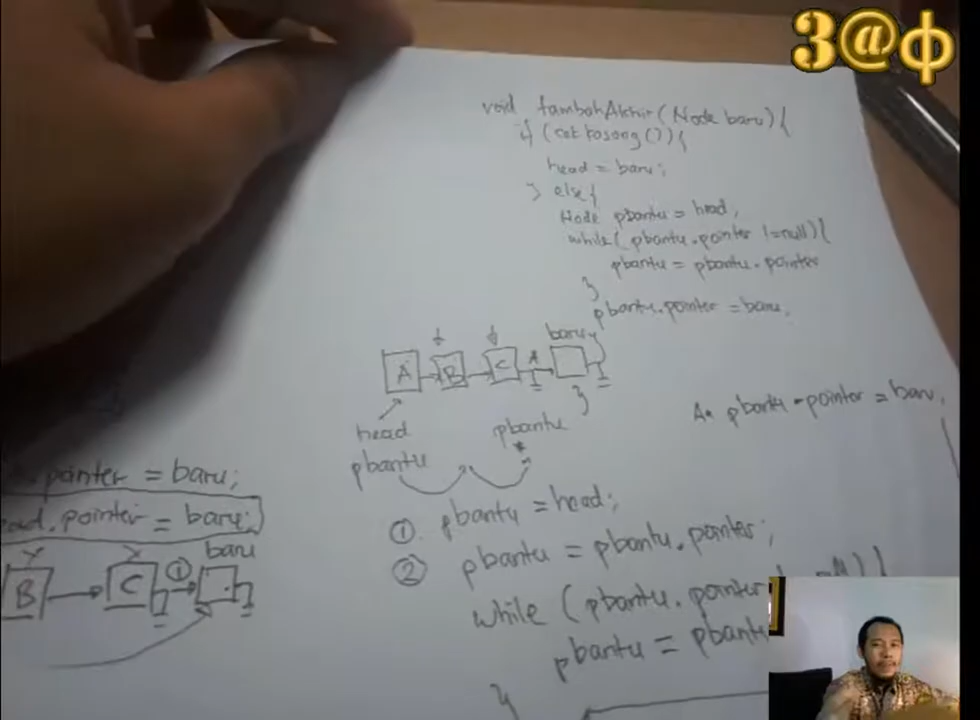 3@φ
void tambahAkhir(Node baru){
if (cekKosong()){
head = baru;
} else {
Node pbantu = head;
while( pbantu.pointer != null){
pbantu = pbantu.pointer
}
pbantu.pointer = baru;
baru
A B C A
}
head
pbantu
pbantu
*
A. pbantu.pointer = baru;
.pointer = baru;
ead.pointer = baru;
baru
B C ①
①. pbantu = head;
② pbantu = pbantu.pointer;
while (pbantu.pointer
pbantu = pbantu
}